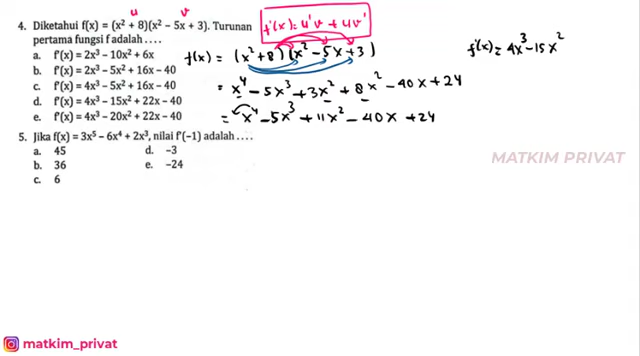 u v
4. Diketahui f(x) = (x² + 8)(x² − 5x + 3). Turunan
pertama fungsi f adalah . . . .
a. f'(x) = 2x³ − 10x² + 6x
b. f'(x) = 2x³ − 5x² + 16x − 40
c. f'(x) = 4x³ − 5x² + 16x − 40
d. f'(x) = 4x³ − 15x² + 22x − 40
e. f'(x) = 4x³ − 20x² + 22x − 40
5. Jika f(x) = 3x⁵ − 6x⁴ + 2x³, nilai f'(−1) adalah . . . .
a. 45 d. −3
b. 36 e. −24
c. 6
f'(x) = u'v + uv'
f(x) = (x² + 8)(x² − 5x + 3)
= x⁴ − 5x³ + 3x² + 8x² − 40x + 24
= x⁴ − 5x³ + 11x² − 40x + 24
f'(x) = 4x³ − 15x²
MATKIM PRIVAT
matkim_privat